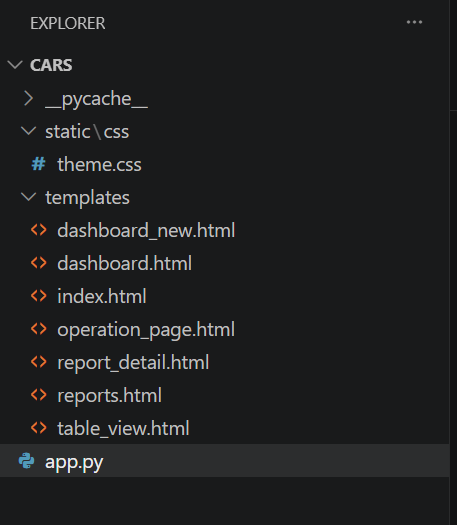 EXPLORER ...
CARS
__pycache__
static\css
# theme.css
templates
<> dashboard_new.html
<> dashboard.html
<> index.html
<> operation_page.html
<> report_detail.html
<> reports.html
<> table_view.html
app.py